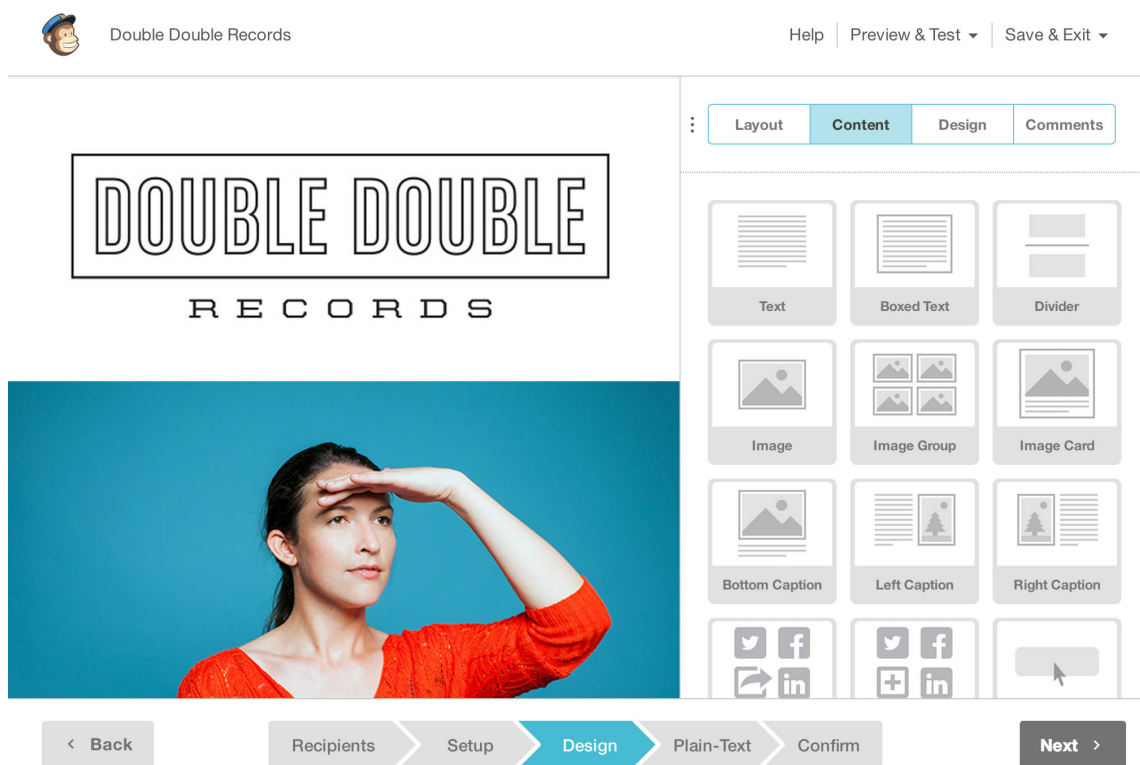 Double Double Records
Help
Preview & Test
Save & Exit
DOUBLE DOUBLE
RECORDS
Layout
Content
Design
Comments
Text
Boxed Text
Divider
Image
Image Group
Image Card
Bottom Caption
Left Caption
Right Caption
Back
Recipients
Setup
Design
Plain-Text
Confirm
Next